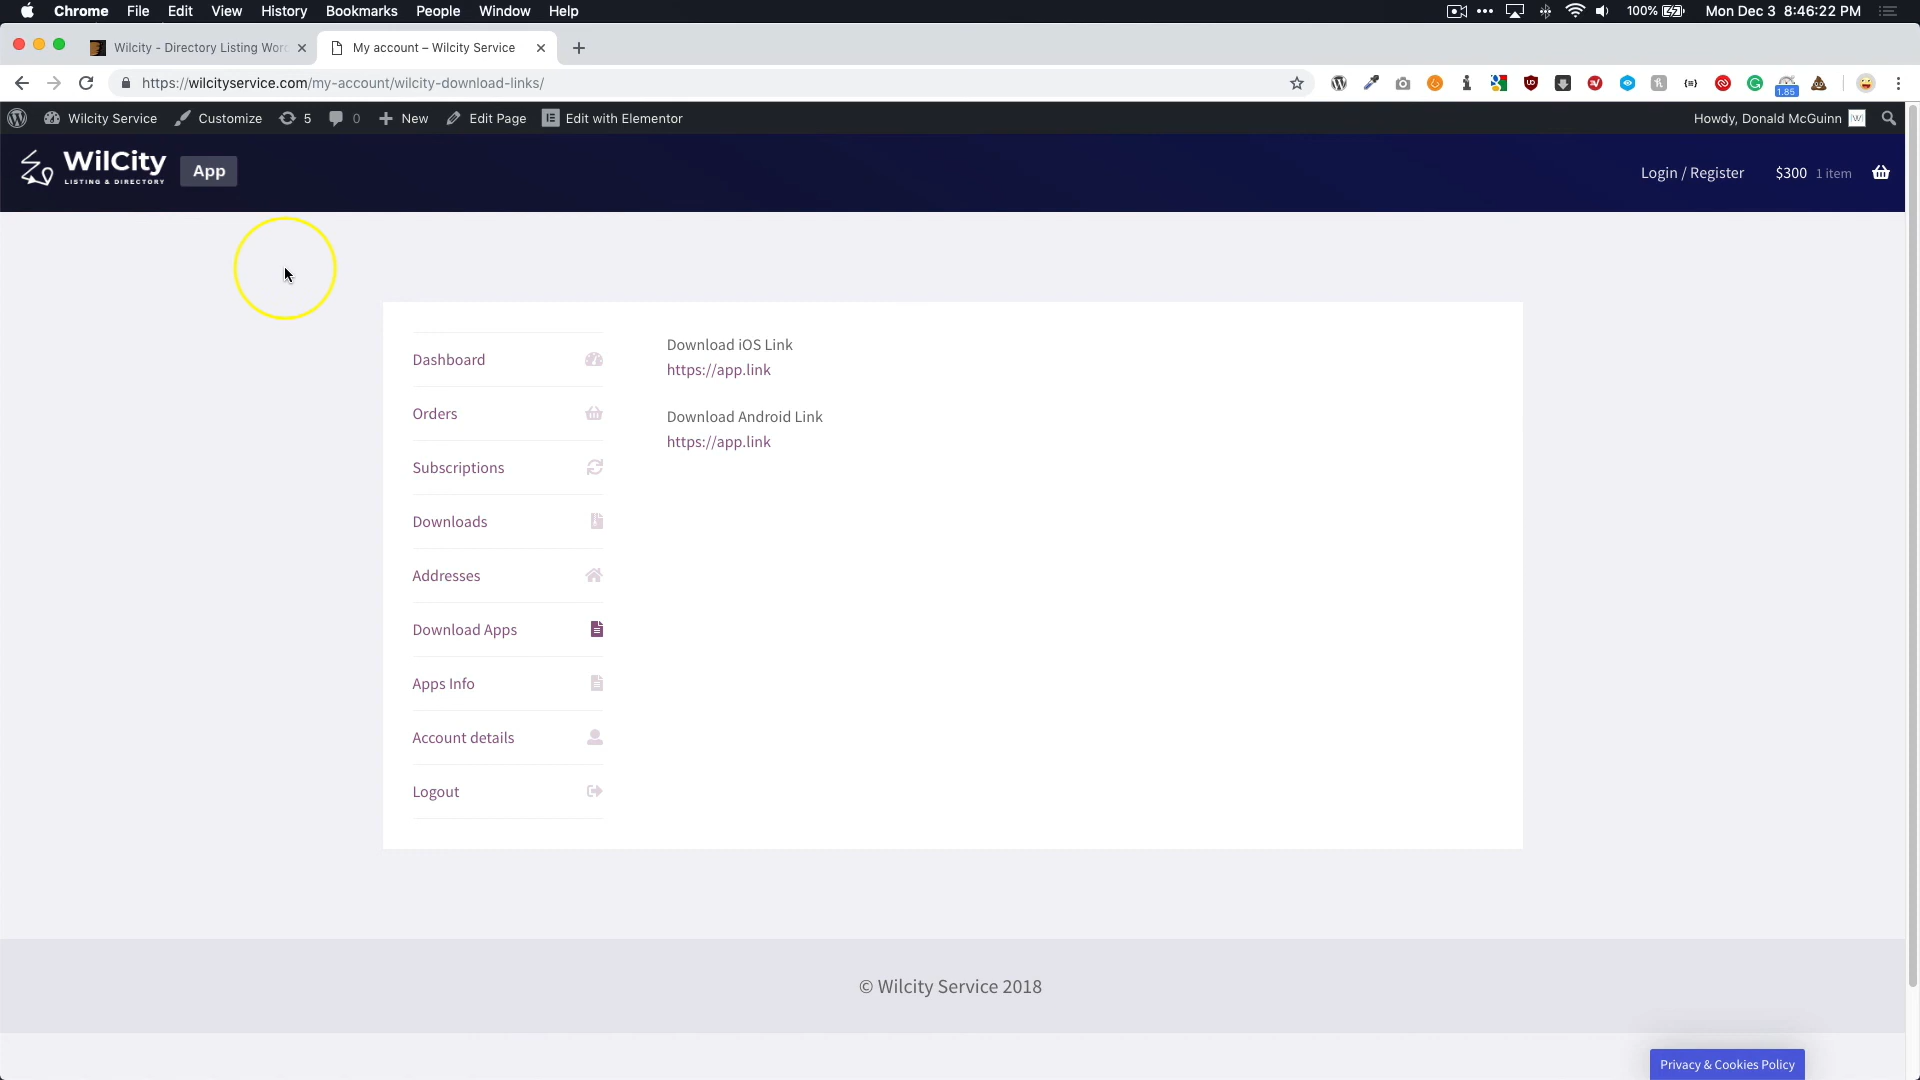 Chrome File Edit View History Bookmarks People Window Help 100% Mon Dec 3 8:46:22 PM
Wilcity - Directory Listing Wor My account – Wilcity Service
https://wilcityservice.com/my-account/wilcity-download-links/ 1.85
Wilcity Service Customize 5 0 New Edit Page Edit with Elementor Howdy, Donald McGuinn
WilCity
LISTING & DIRECTORY
App
Login / Register $300 1 item
Dashboard
Orders
Subscriptions
Downloads
Addresses
Download Apps
Apps Info
Account details
Logout
Download iOS Link
https://app.link
Download Android Link
https://app.link
© Wilcity Service 2018
Privacy & Cookies Policy